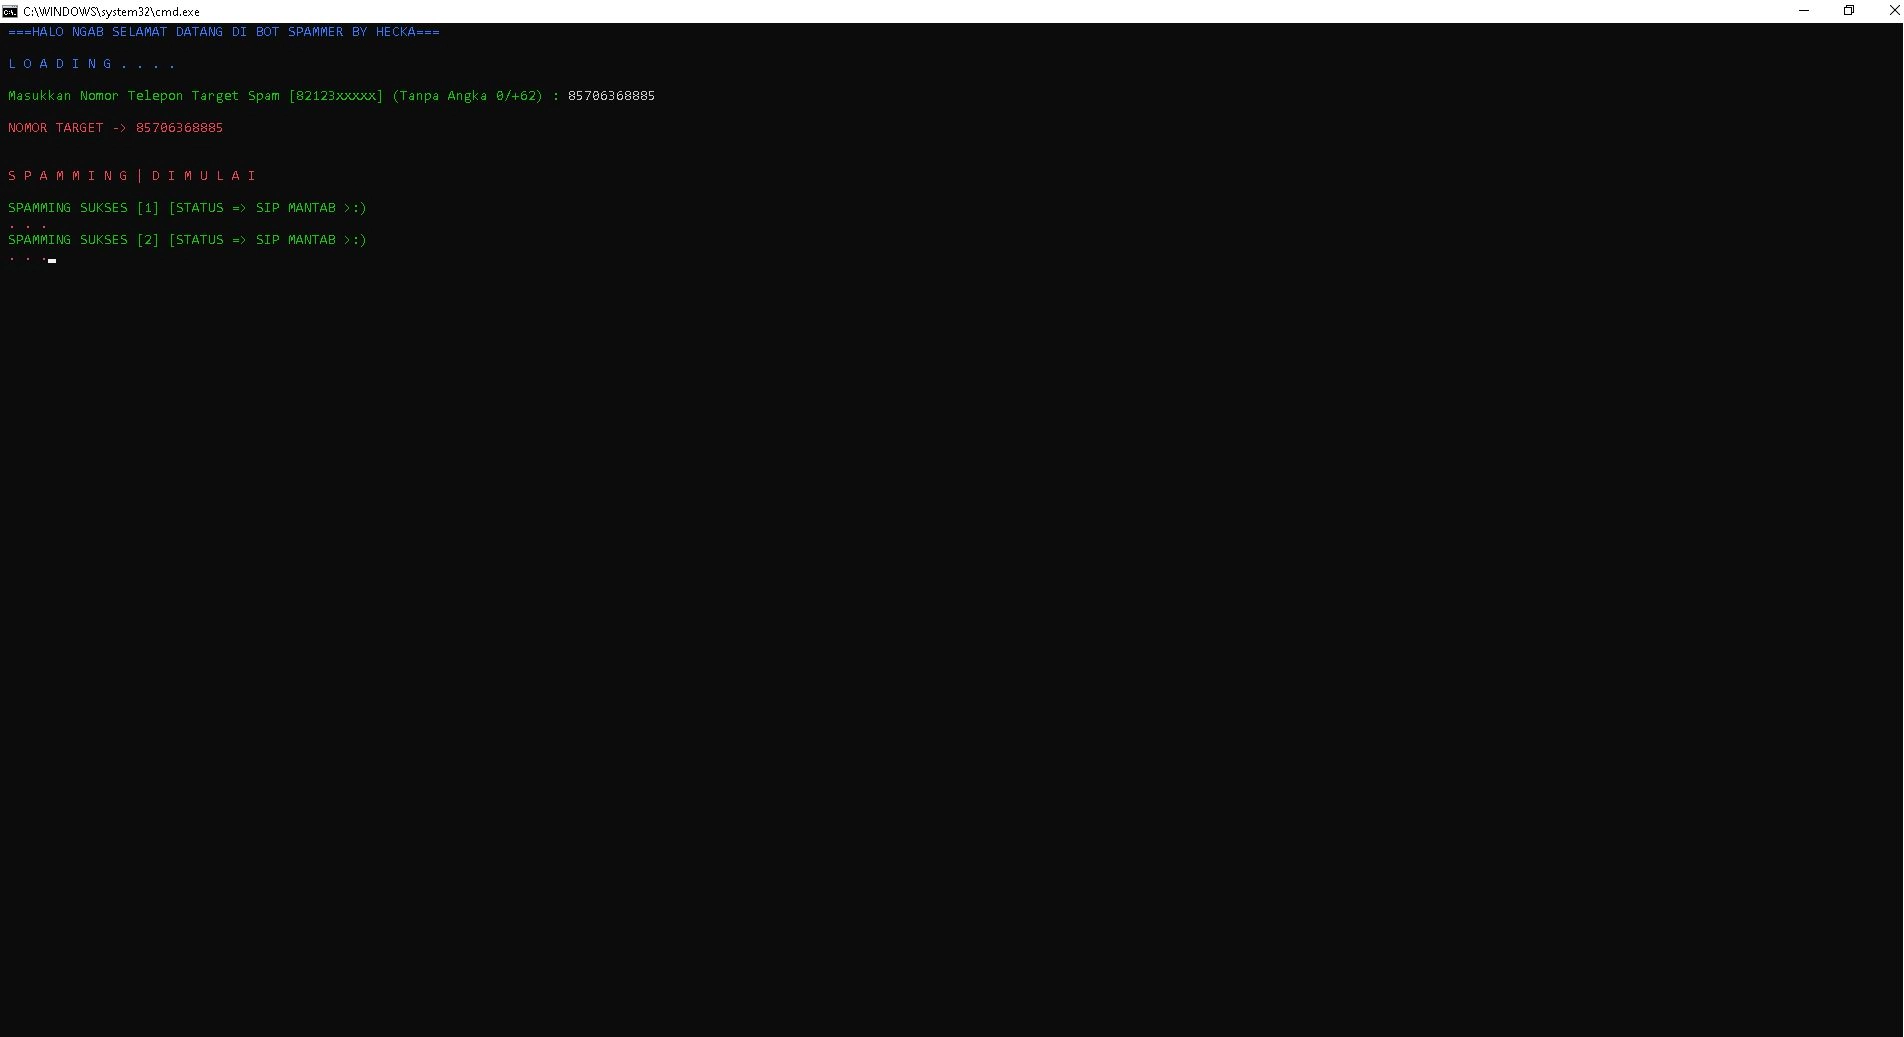 C:\WINDOWS\system32\cmd.exe
===HALO NGAB SELAMAT DATANG DI BOT SPAMMER BY HECKA===
L O A D I N G . . . .
Masukkan Nomor Telepon Target Spam [82123xxxxx] (Tanpa Angka 0/+62) : 85706368885
NOMOR TARGET -> 85706368885
S P A M M I N G | D I M U L A I
SPAMMING SUKSES [1] [STATUS => SIP MANTAB >:)
. . .
SPAMMING SUKSES [2] [STATUS => SIP MANTAB >:)
. . .